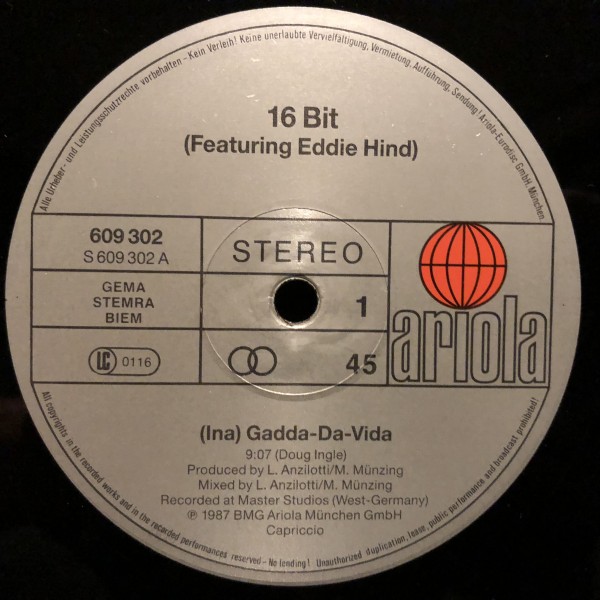 Alle Urheber- und Leistungsschutzrechte vorbehalten – Kein Verleih! Keine unerlaubte Vervielfältigung, Vermietung, Aufführung, Sendung! Ariola-Eurodisc GmbH, München
16 Bit
(Featuring Eddie Hind)
609 302
S 609 302 A
STEREO
GEMA
STEMRA
BIEM
1
LC 0116
45
ariola
(Ina) Gadda-Da-Vida
9:07 (Doug Ingle)
Produced by L. Anzilotti/M. Münzing
Mixed by L. Anzilotti/M. Münzing
Recorded at Master Studios (West-Germany)
℗ 1987 BMG Ariola München GmbH
Capriccio
All copyrights in the recorded works and in the recorded performances reserved – No lending! Unauthorized duplication, lease, public performance and broadcast prohibited!